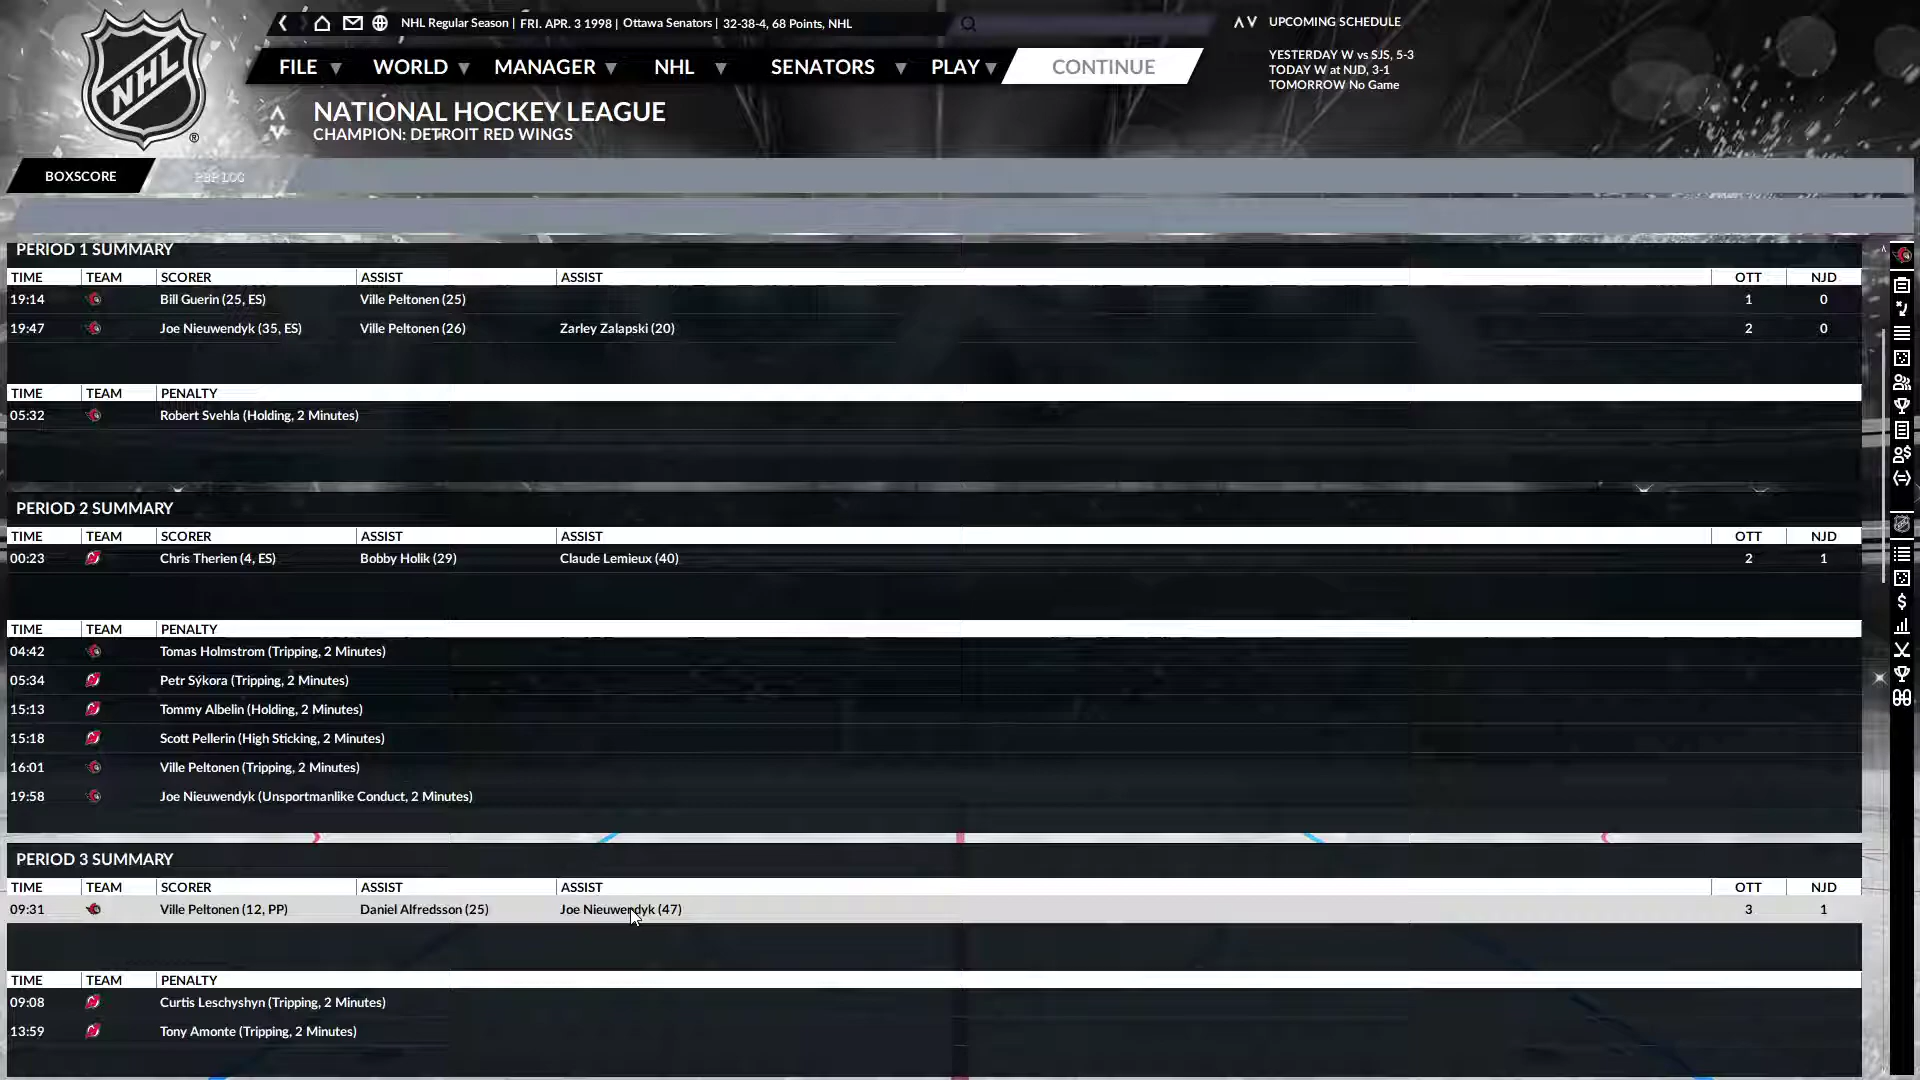 NHL
NHL Regular Season | FRI. APR. 3 1998 | Ottawa Senators | 32-38-4, 68 Points, NHL
UPCOMING SCHEDULE
YESTERDAY W vs SJS, 5-3
TODAY W at NJD, 3-1
TOMORROW No Game
FILE WORLD MANAGER NHL SENATORS PLAY CONTINUE
NATIONAL HOCKEY LEAGUE
CHAMPION: DETROIT RED WINGS
BOXSCORE PBP LOG
PERIOD 1 SUMMARY
TIME TEAM SCORER ASSIST ASSIST OTT NJD
19:14 Bill Guerin (25, ES) Ville Peltonen (25) 1 0
19:47 Joe Nieuwendyk (35, ES) Ville Peltonen (26) Zarley Zalapski (20) 2 0
TIME TEAM PENALTY
05:32 Robert Svehla (Holding, 2 Minutes)
PERIOD 2 SUMMARY
TIME TEAM SCORER ASSIST ASSIST OTT NJD
00:23 Chris Therien (4, ES) Bobby Holik (29) Claude Lemieux (40) 2 1
TIME TEAM PENALTY
04:42 Tomas Holmstrom (Tripping, 2 Minutes)
05:34 Petr Sýkora (Tripping, 2 Minutes)
15:13 Tommy Albelin (Holding, 2 Minutes)
15:18 Scott Pellerin (High Sticking, 2 Minutes)
16:01 Ville Peltonen (Tripping, 2 Minutes)
19:58 Joe Nieuwendyk (Unsportmanlike Conduct, 2 Minutes)
PERIOD 3 SUMMARY
TIME TEAM SCORER ASSIST ASSIST OTT NJD
09:31 Ville Peltonen (12, PP) Daniel Alfredsson (25) Joe Nieuwendyk (47) 3 1
TIME TEAM PENALTY
09:08 Curtis Leschyshyn (Tripping, 2 Minutes)
13:59 Tony Amonte (Tripping, 2 Minutes)